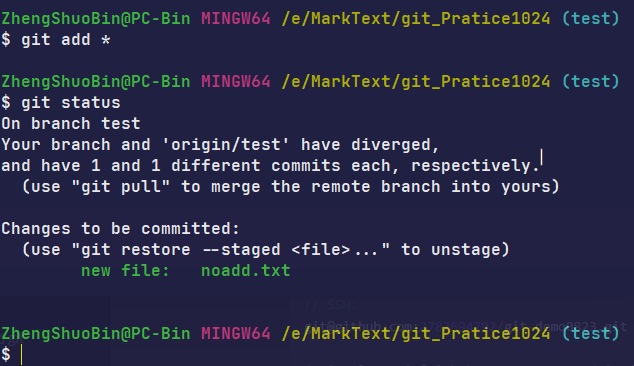 ZhengShuoBin@PC-Bin MINGW64 /e/MarkText/git_Pratice1024 (test)
$ git add *
ZhengShuoBin@PC-Bin MINGW64 /e/MarkText/git_Pratice1024 (test)
$ git status
On branch test
Your branch and 'origin/test' have diverged,
and have 1 and 1 different commits each, respectively.
(use "git pull" to merge the remote branch into yours)
Changes to be committed:
(use "git restore --staged <file>..." to unstage)
new file: noadd.txt
ZhengShuoBin@PC-Bin MINGW64 /e/MarkText/git_Pratice1024 (test)
$